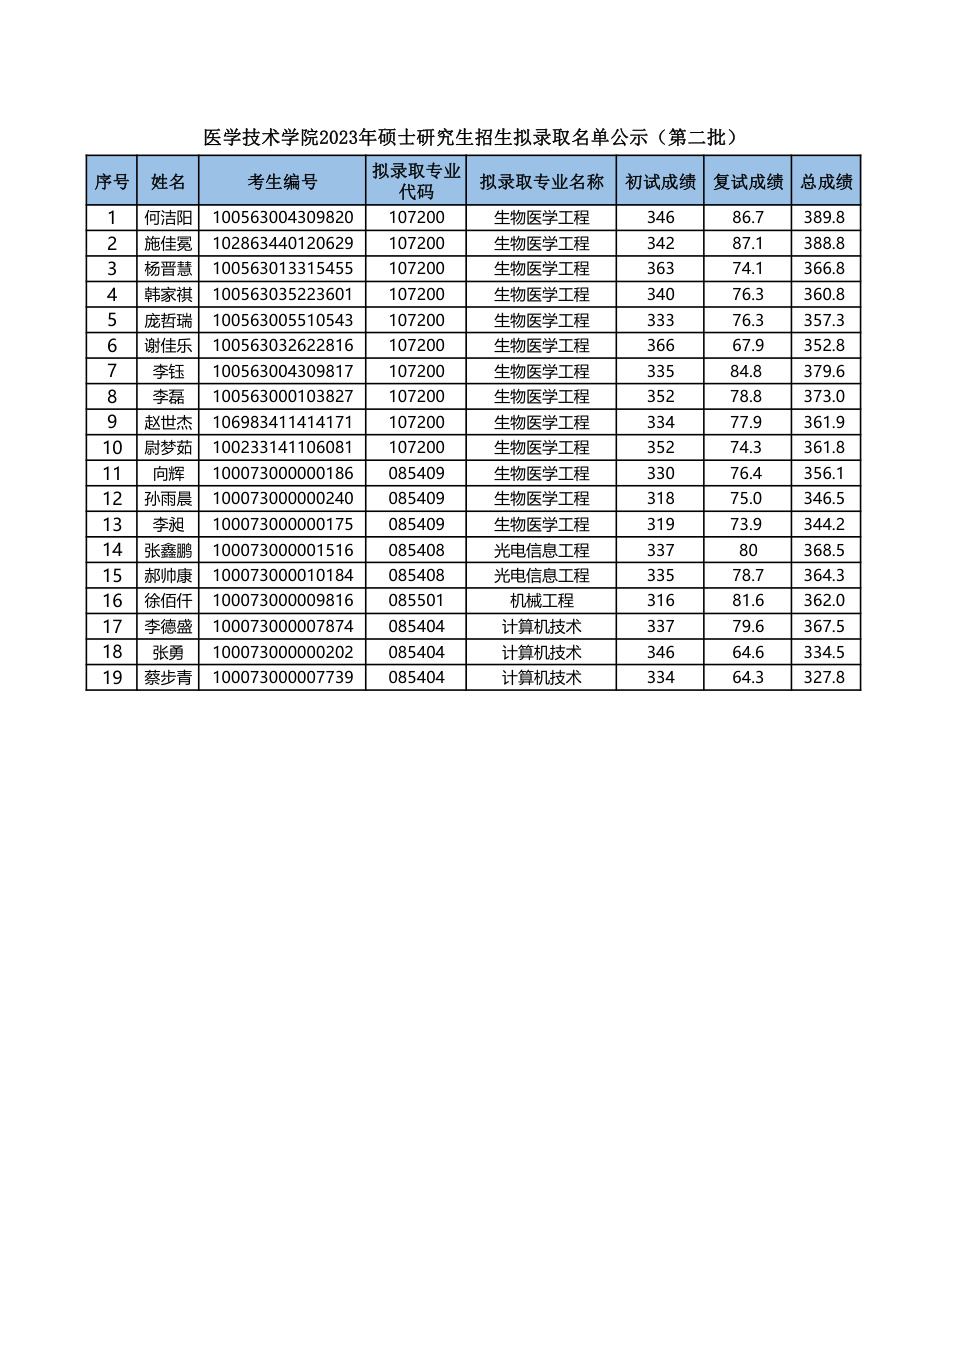 医学技术学院2023年硕士研究生招生拟录取名单公示（第二批）
序号 姓名 考生编号 拟录取专业代码 拟录取专业名称 初试成绩 复试成绩 总成绩
1 何洁阳 100563004309820 107200 生物医学工程 346 86.7 389.8
2 施佳冕 102863440120629 107200 生物医学工程 342 87.1 388.8
3 杨晋慧 100563013315455 107200 生物医学工程 363 74.1 366.8
4 韩家祺 100563035223601 107200 生物医学工程 340 76.3 360.8
5 庞哲瑞 100563005510543 107200 生物医学工程 333 76.3 357.3
6 谢佳乐 100563032622816 107200 生物医学工程 366 67.9 352.8
7 李钰 100563004309817 107200 生物医学工程 335 84.8 379.6
8 李磊 100563000103827 107200 生物医学工程 352 78.8 373.0
9 赵世杰 106983411414171 107200 生物医学工程 334 77.9 361.9
10 尉梦茹 100233141106081 107200 生物医学工程 352 74.3 361.8
11 向辉 100073000000186 085409 生物医学工程 330 76.4 356.1
12 孙雨晨 100073000000240 085409 生物医学工程 318 75.0 346.5
13 李昶 100073000000175 085409 生物医学工程 319 73.9 344.2
14 张鑫鹏 100073000001516 085408 光电信息工程 337 80 368.5
15 郝帅康 100073000010184 085408 光电信息工程 335 78.7 364.3
16 徐佰仟 100073000009816 085501 机械工程 316 81.6 362.0
17 李德盛 100073000007874 085404 计算机技术 337 79.6 367.5
18 张勇 100073000000202 085404 计算机技术 346 64.6 334.5
19 蔡步青 100073000007739 085404 计算机技术 334 64.3 327.8